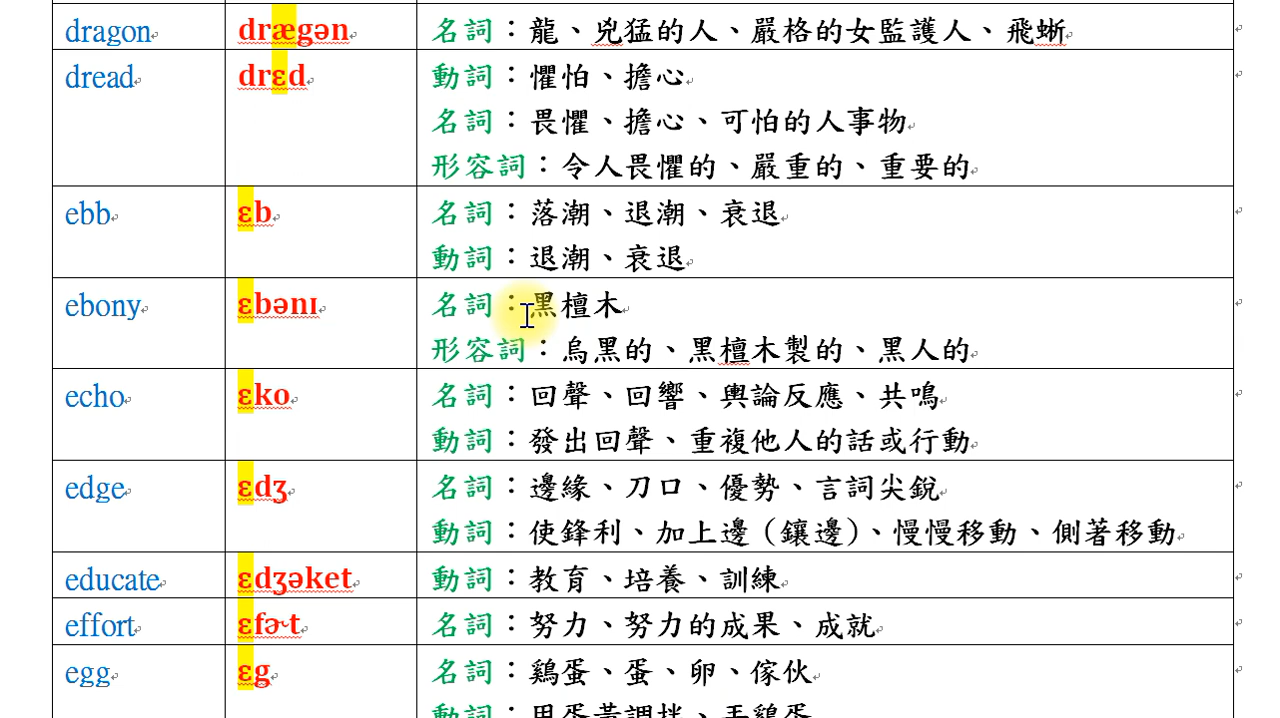 dragon drægən 名詞：龍、兇猛的人、嚴格的女監護人、飛蜥
dread drɛd 動詞：懼怕、擔心
名詞：畏懼、擔心、可怕的人事物
形容詞：令人畏懼的、嚴重的、重要的
ebb ɛb 名詞：落潮、退潮、衰退
動詞：退潮、衰退
ebony ɛbənɪ 名詞：黑檀木
形容詞：烏黑的、黑檀木製的、黑人的
echo ɛko 名詞：回聲、回響、輿論反應、共鳴
動詞：發出回聲、重複他人的話或行動
edge ɛdʒ 名詞：邊緣、刀口、優勢、言詞尖銳
動詞：使鋒利、加上邊（鑲邊）、慢慢移動、側著移動
educate ɛdʒəket 動詞：教育、培養、訓練
effort ɛfɚt 名詞：努力、努力的成果、成就
egg ɛg 名詞：鷄蛋、蛋、卵、傢伙